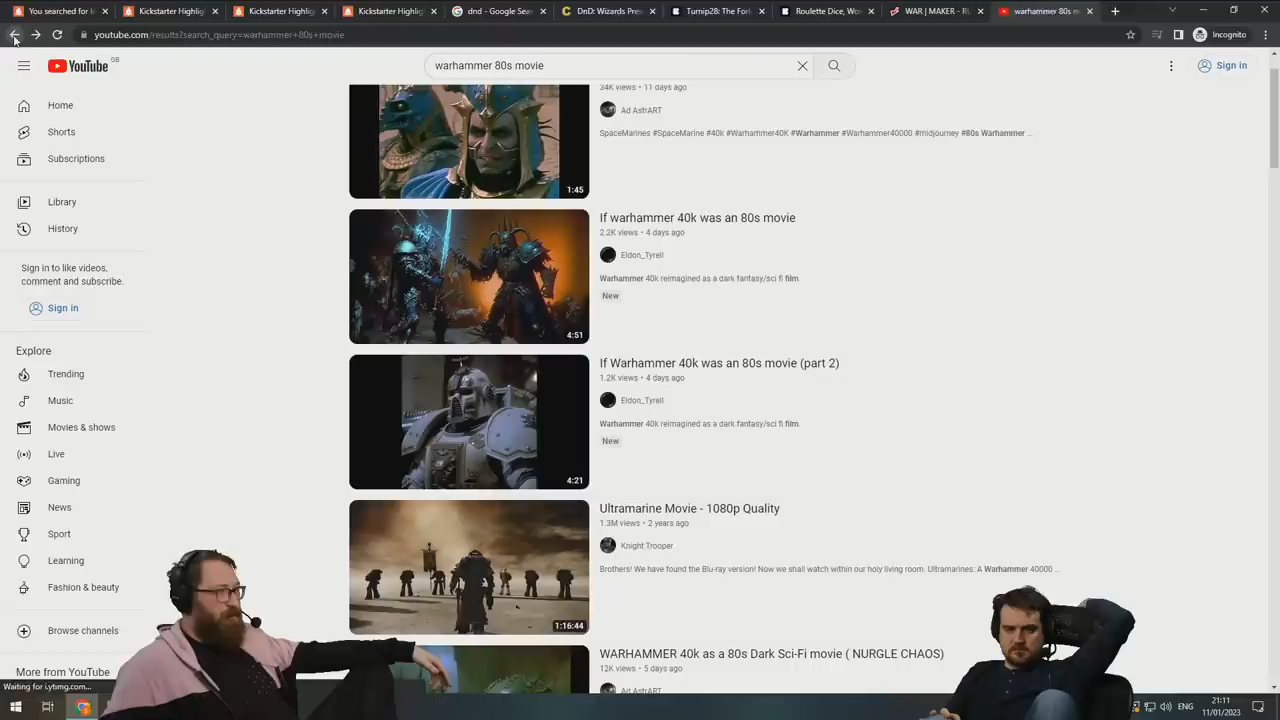 Kickstarter Highlig
Kickstarter Highlig
Kickstarter Highlig
dnd - Google Sear
DnD Wizards: Ex
Turnip28: The Wo
Roulette Dice, Wo
WAR | MAKER - RU
warhammer 80s m
youtube.com/results?search_query=warhammer+80s+movie
Incognito
YouTube GB
warhammer 80s movie
Sign in
Home
Shorts
Subscriptions
Library
History
Sign in to like videos,
comment and subscribe.
Sign in
Explore
Trending
Music
Movies & shows
Live
Gaming
News
Sport
Learning
Fashion & beauty
Browse channels
More from YouTube
Waiting for i.ytimg.com...
34K views • 11 days ago
Ad AstrART
SpaceMarines #SpaceMarine #40k #Warhammer40K #Warhammer #Warhammer40000 #midjourney #80s Warhammer ...
1:45
If warhammer 40k was an 80s movie
2.2K views • 4 days ago
Eldon_Tyrell
Warhammer 40k reimagined as a dark fantasy/sci fi film.
New
4:51
If Warhammer 40k was an 80s movie (part 2)
1.2K views • 4 days ago
Eldon_Tyrell
Warhammer 40k reimagined as a dark fantasy/sci fi film.
New
4:21
Ultramarine Movie - 1080p Quality
1.3M views • 2 years ago
Knight Trooper
Brothers! We have found the Blu-ray version! Now we shall watch within our holy living room. Ultramarines: A Warhammer 40000 ...
1:16:44
WARHAMMER 40k as a 80s Dark Sci-Fi movie ( NURGLE CHAOS)
12K views • 5 days ago
Ad AstrART
ENG
21:11
11/01/2023